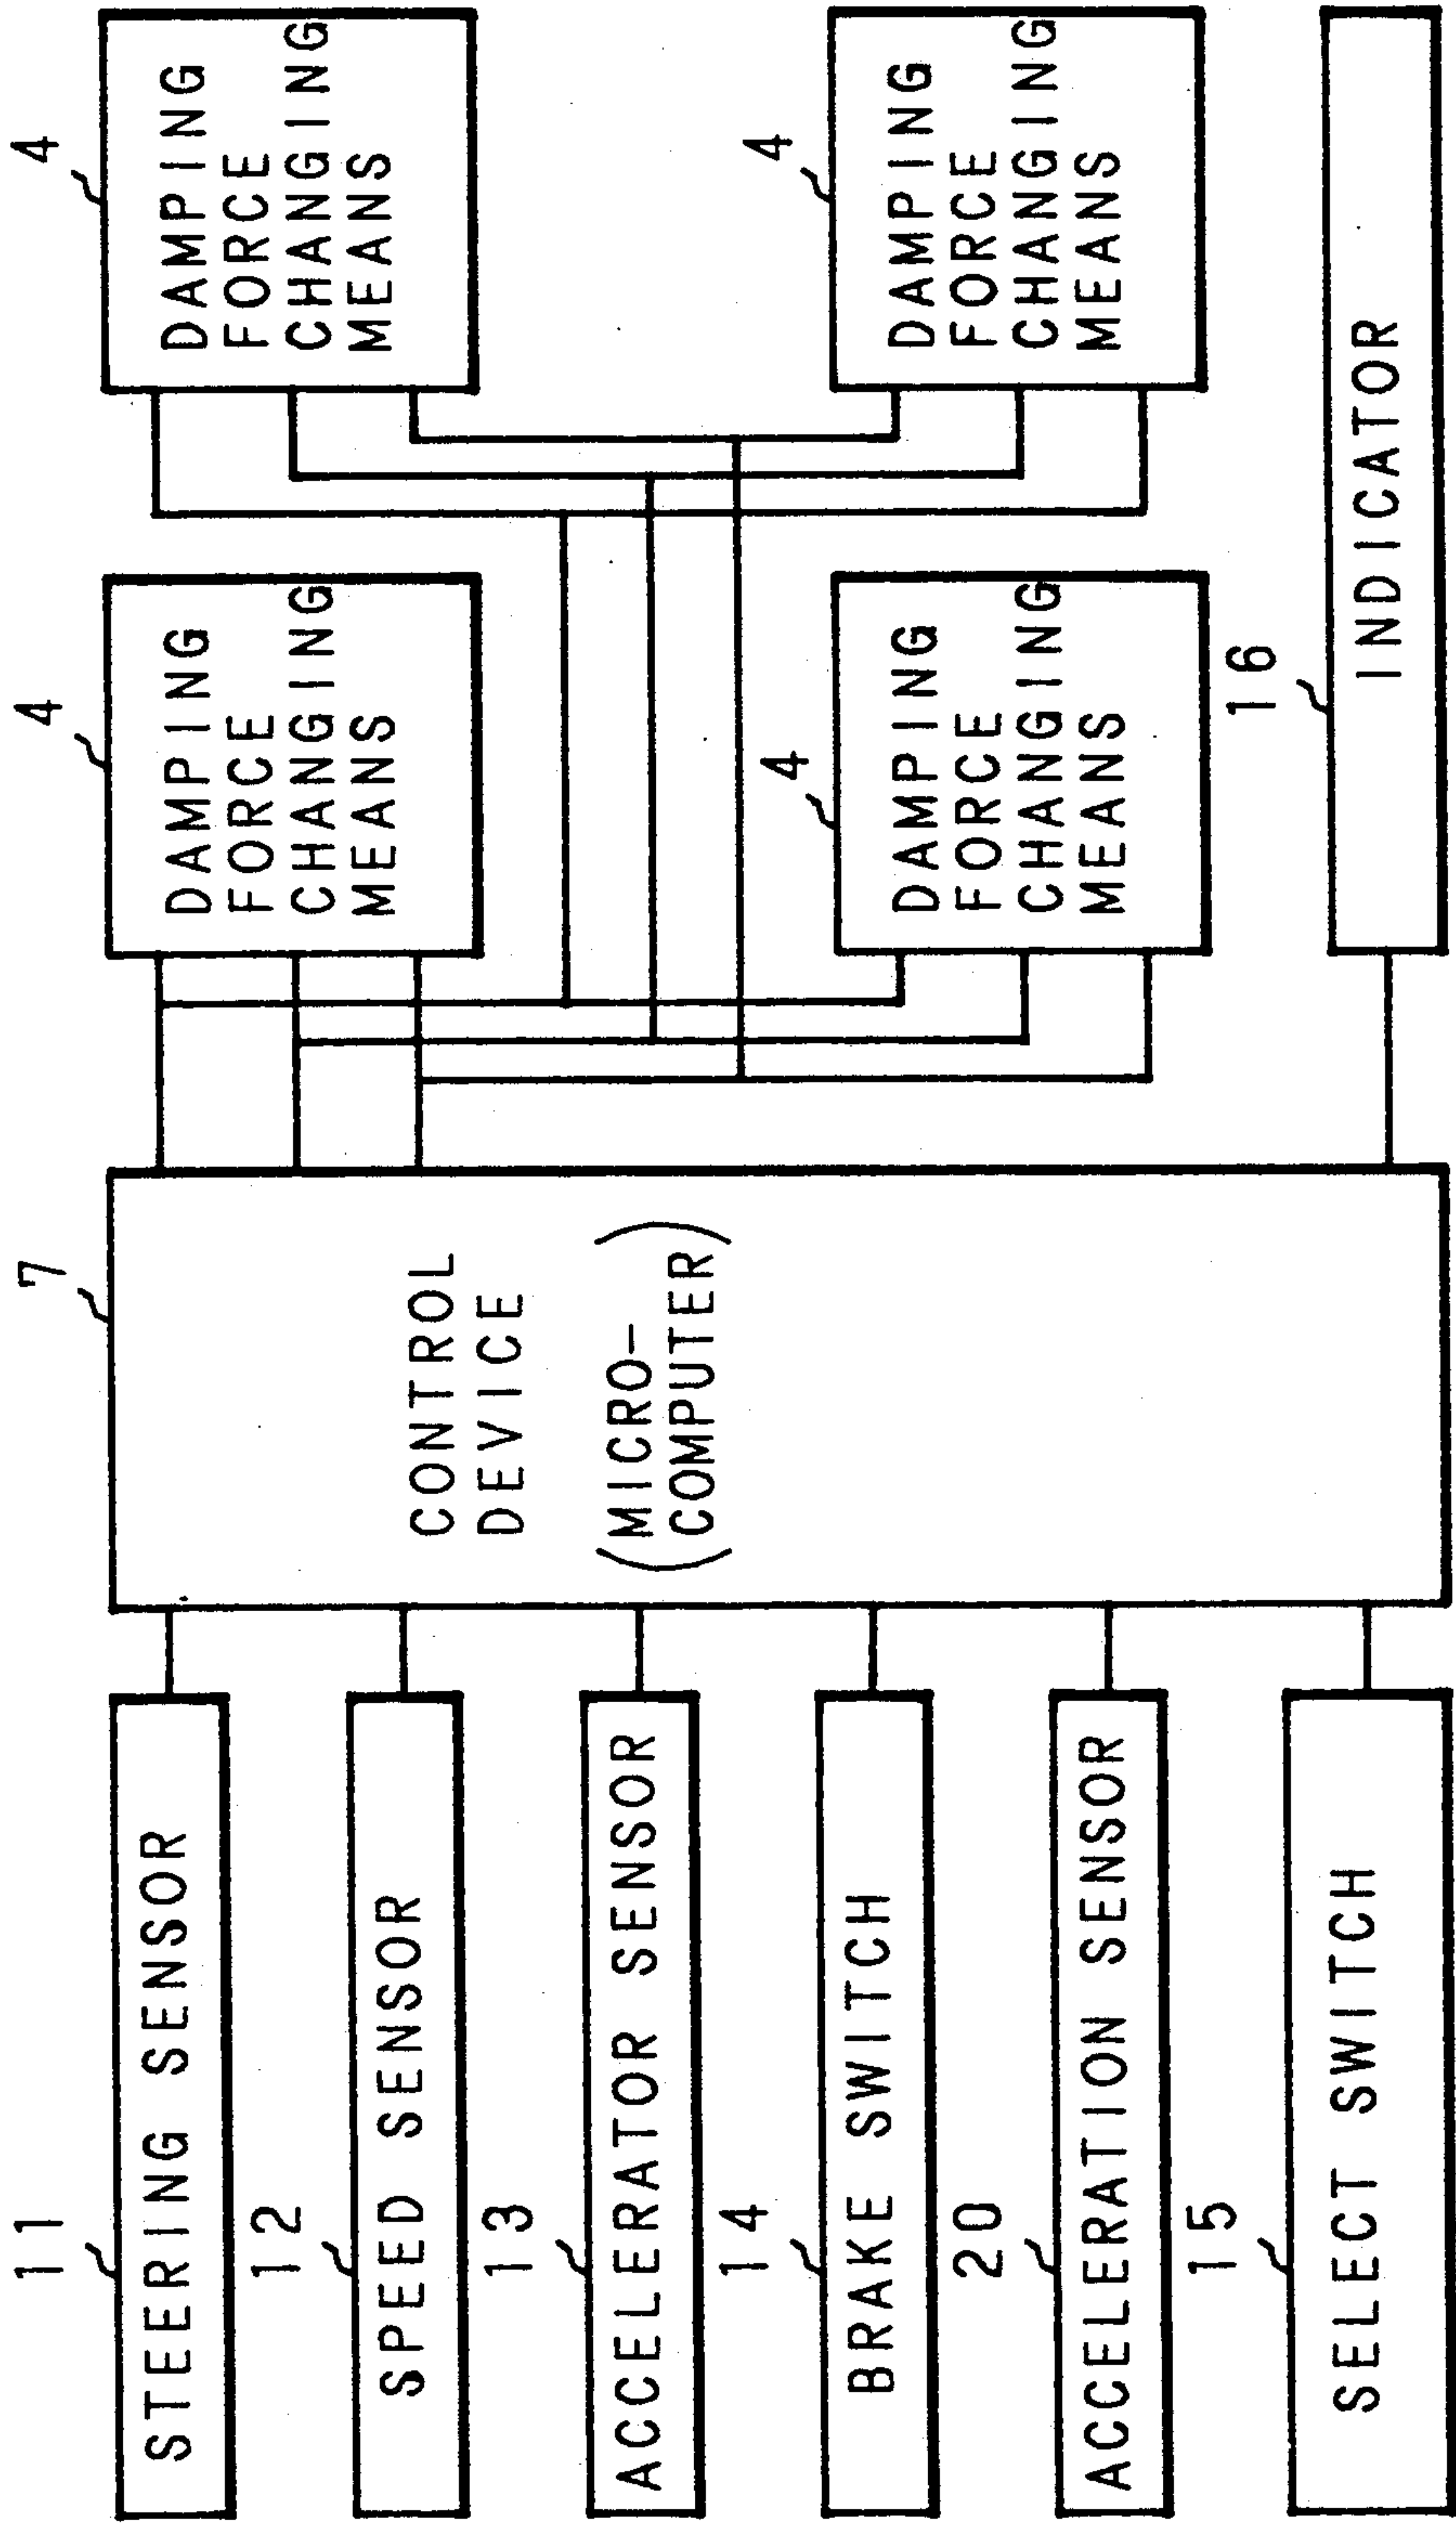 11
STEERING SENSOR
12
SPEED SENSOR
13
ACCELERATOR SENSOR
14
BRAKE SWITCH
20
ACCELERATION SENSOR
15
SELECT SWITCH
7
CONTROL
DEVICE
(MICRO-
COMPUTER)
4
DAMPING
FORCE
CHANGING
MEANS
4
DAMPING
FORCE
CHANGING
MEANS
4
DAMPING
FORCE
CHANGING
MEANS
4
DAMPING
FORCE
CHANGING
MEANS
16
INDICATOR